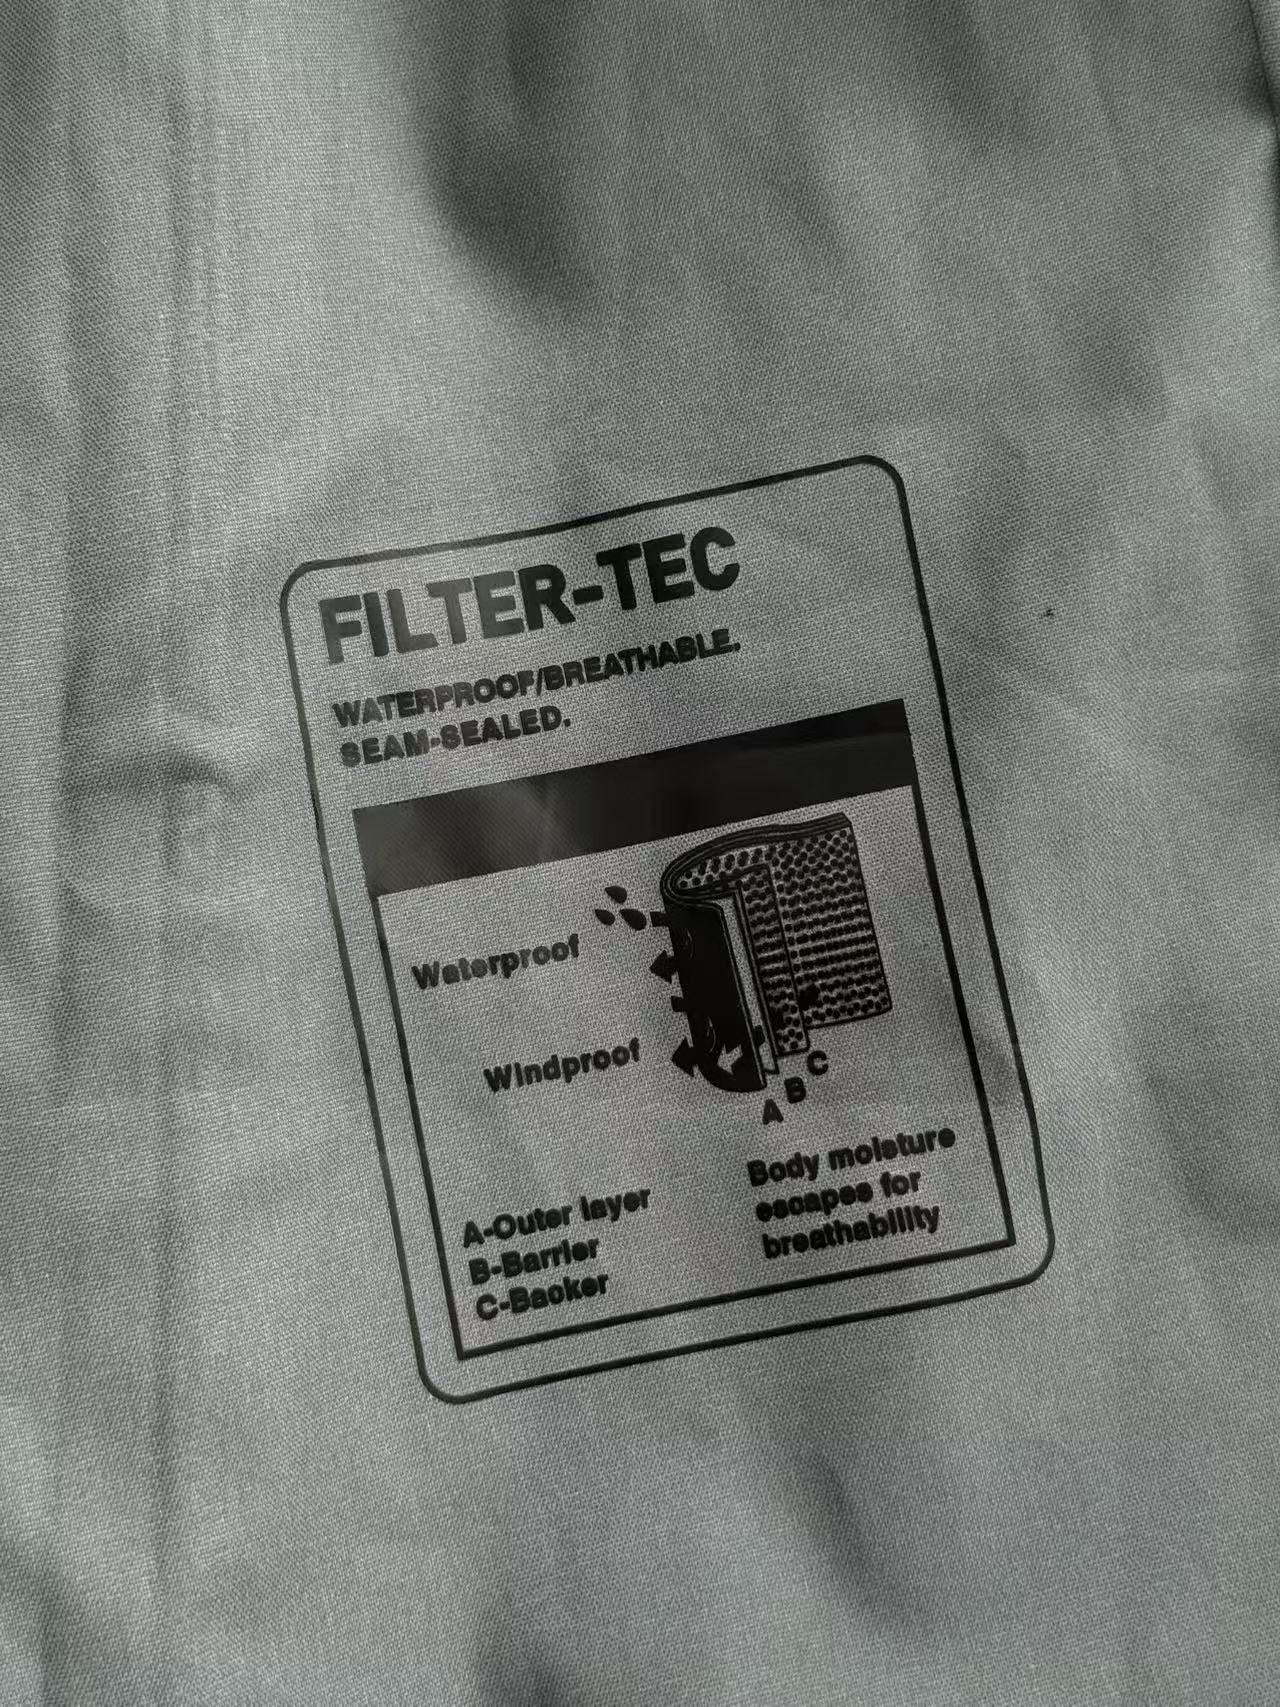 FILTER-TEC
WATERPROOF/BREATHABLE.
SEAM-SEALED.
Waterproof
Windproof
A
B
C
A-Outer layer
B-Barrier
C-Backer
Body moisture
escapes for
breathability